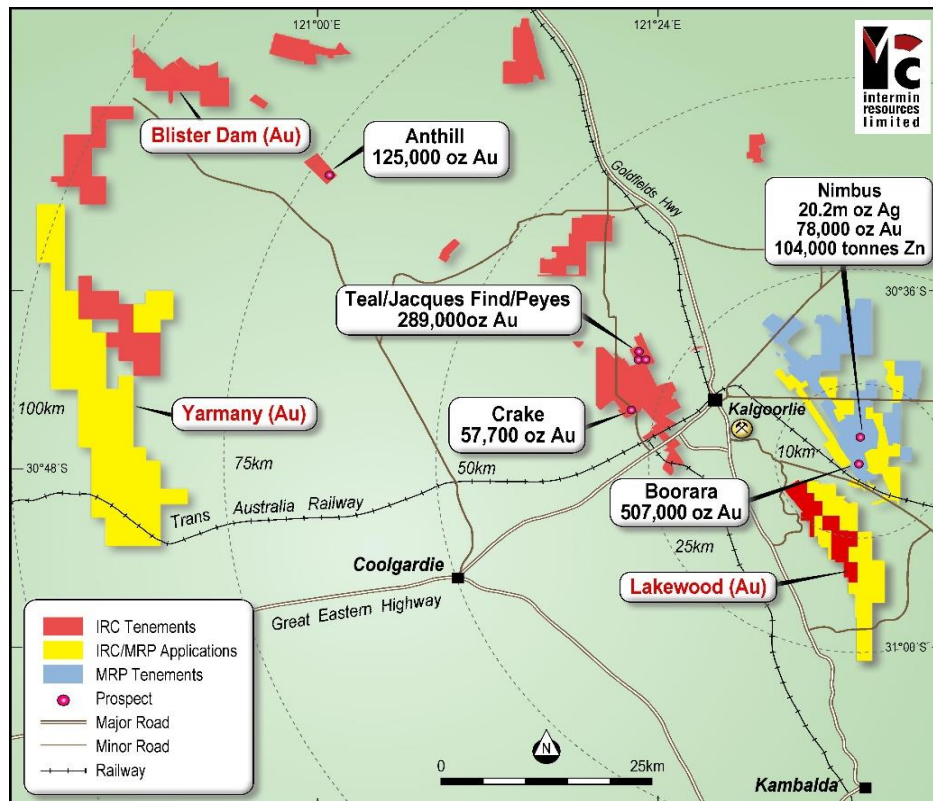 121°00' E
121°24' E
intermin
resources
limited
Blister Dam (Au)
Anthill
125,000 oz Au
Goldfields Hwy
Nimbus
20.2m oz Ag
78,000 oz Au
104,000 tonnes Zn
30°36' S
Teal/Jacques Find/Peyes
289,000oz Au
100km
Yarmany (Au)
Crake
57,700 oz Au
Kalgoorlie
10km
30°48' S
75km
50km
Trans Australia Railway
Boorara
507,000 oz Au
25km
Coolgardie
Lakewood (Au)
Great Eastern Highway
31°00' S
IRC Tenements
IRC/MRP Applications
MRP Tenements
Prospect
Major Road
Minor Road
Railway
N
0
25km
Kambalda